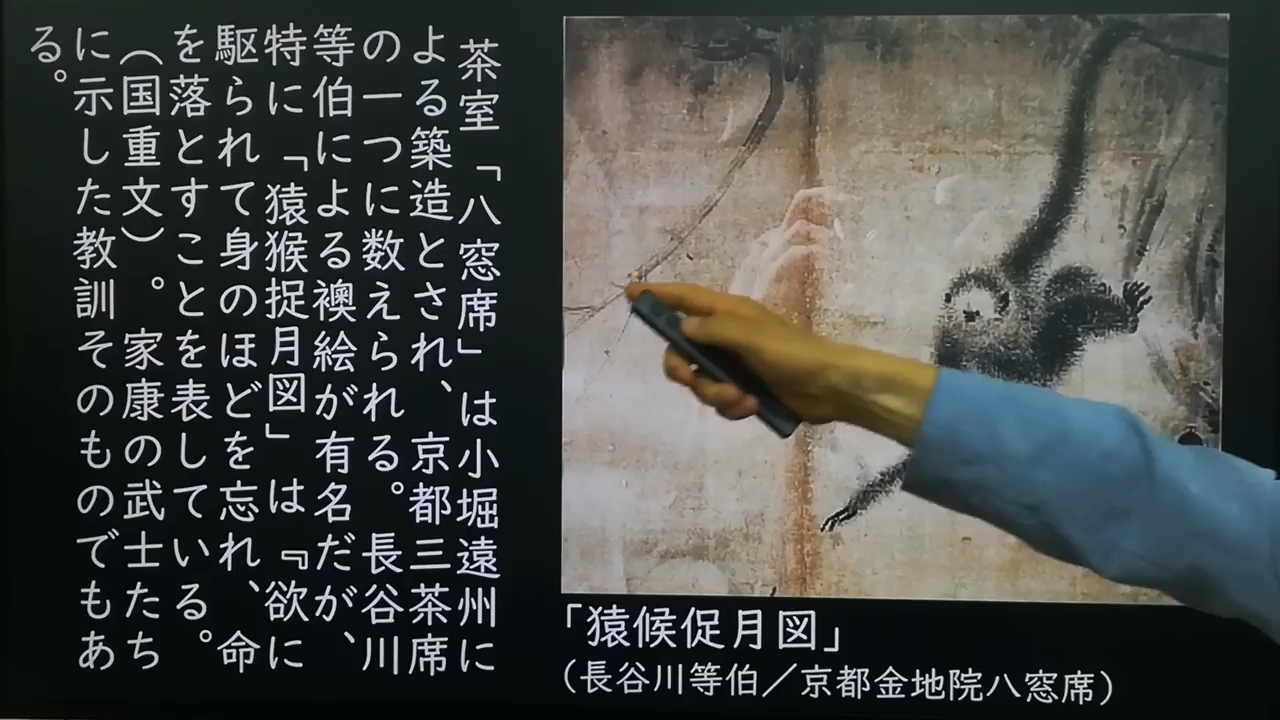 茶室「八窓席」は小堀遠州に
よる築造とされ、京都三茶席
の一つに数えられる。長谷川
等伯による襖絵が有名だが、
特に「猿猴捉月図」は『欲に
駆られて身のほどを忘れ、命
を落とすことを表している。
（国重文）。家康の武士たち
に示した教訓そのものでもあ
る。
「猿候促月図」
（長谷川等伯／京都金地院八窓席）